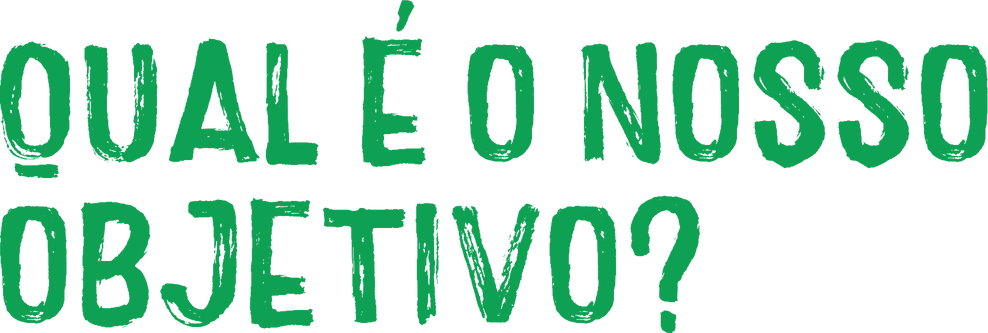 QUAL É O NOSSO
OBJETIVO?